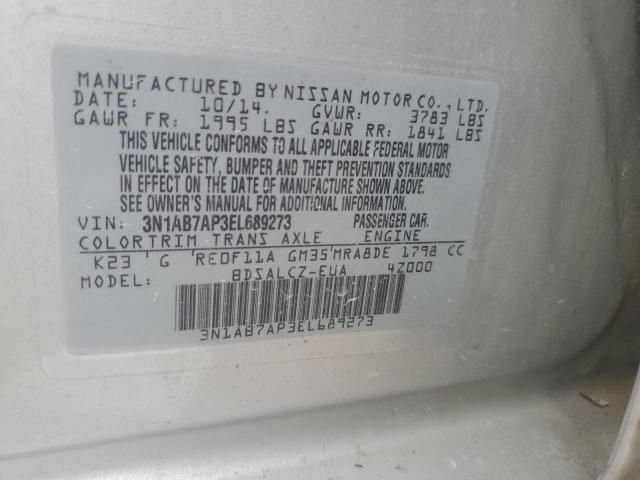 MANUFACTURED BY NISSAN MOTOR CO., LTD.
DATE: 10/14. GVWR: 3783 LBS
GAWR FR: 1995 LBS GAWR RR: 1841 LBS
THIS VEHICLE CONFORMS TO ALL APPLICABLE FEDERAL MOTOR
VEHICLE SAFETY, BUMPER AND THEFT PREVENTION STANDARDS
IN EFFECT ON THE DATE OF MANUFACTURE SHOWN ABOVE.
SEE OWNER'S MANUAL FOR ADDITIONAL INFORMATION.
VIN: 3N1AB7AP3EL689273 PASSENGER CAR.
COLOR TRIM TRANS AXLE ENGINE
K23 ' G 'RE0F11A GM35'MRA8DE 1798 CC
MODEL: BDSALCZ-EUA 4Z000
3N1AB7AP3EL689273